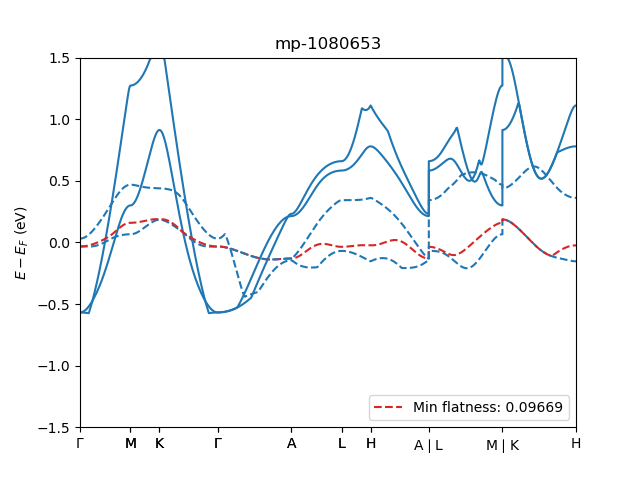 mp-1080653
E − E_F (eV)
1.5
1.0
0.5
0.0
−0.5
−1.0
−1.5
Min flatness: 0.09669
Γ M K Γ A L H A | L M | K H